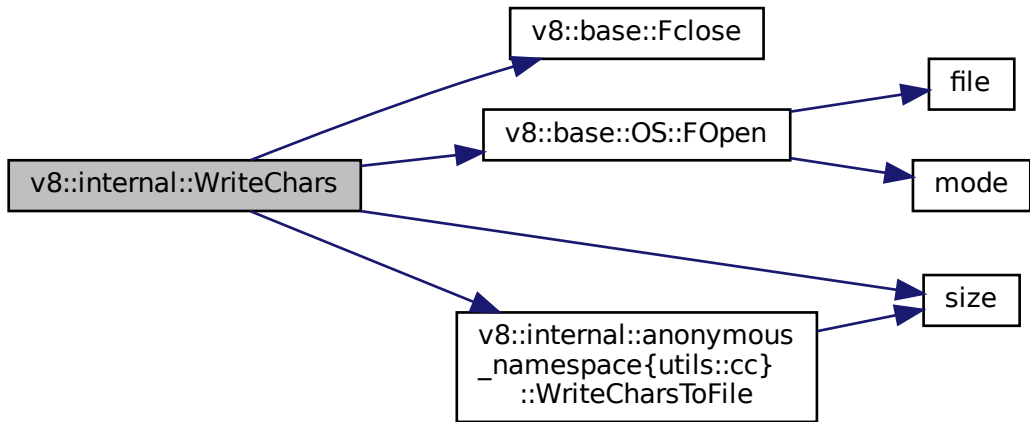 v8::base::Fclose
file
v8::base::OS::FOpen
v8::internal::WriteChars
mode
size
v8::internal::anonymous
_namespace{utils::cc}
::WriteCharsToFile